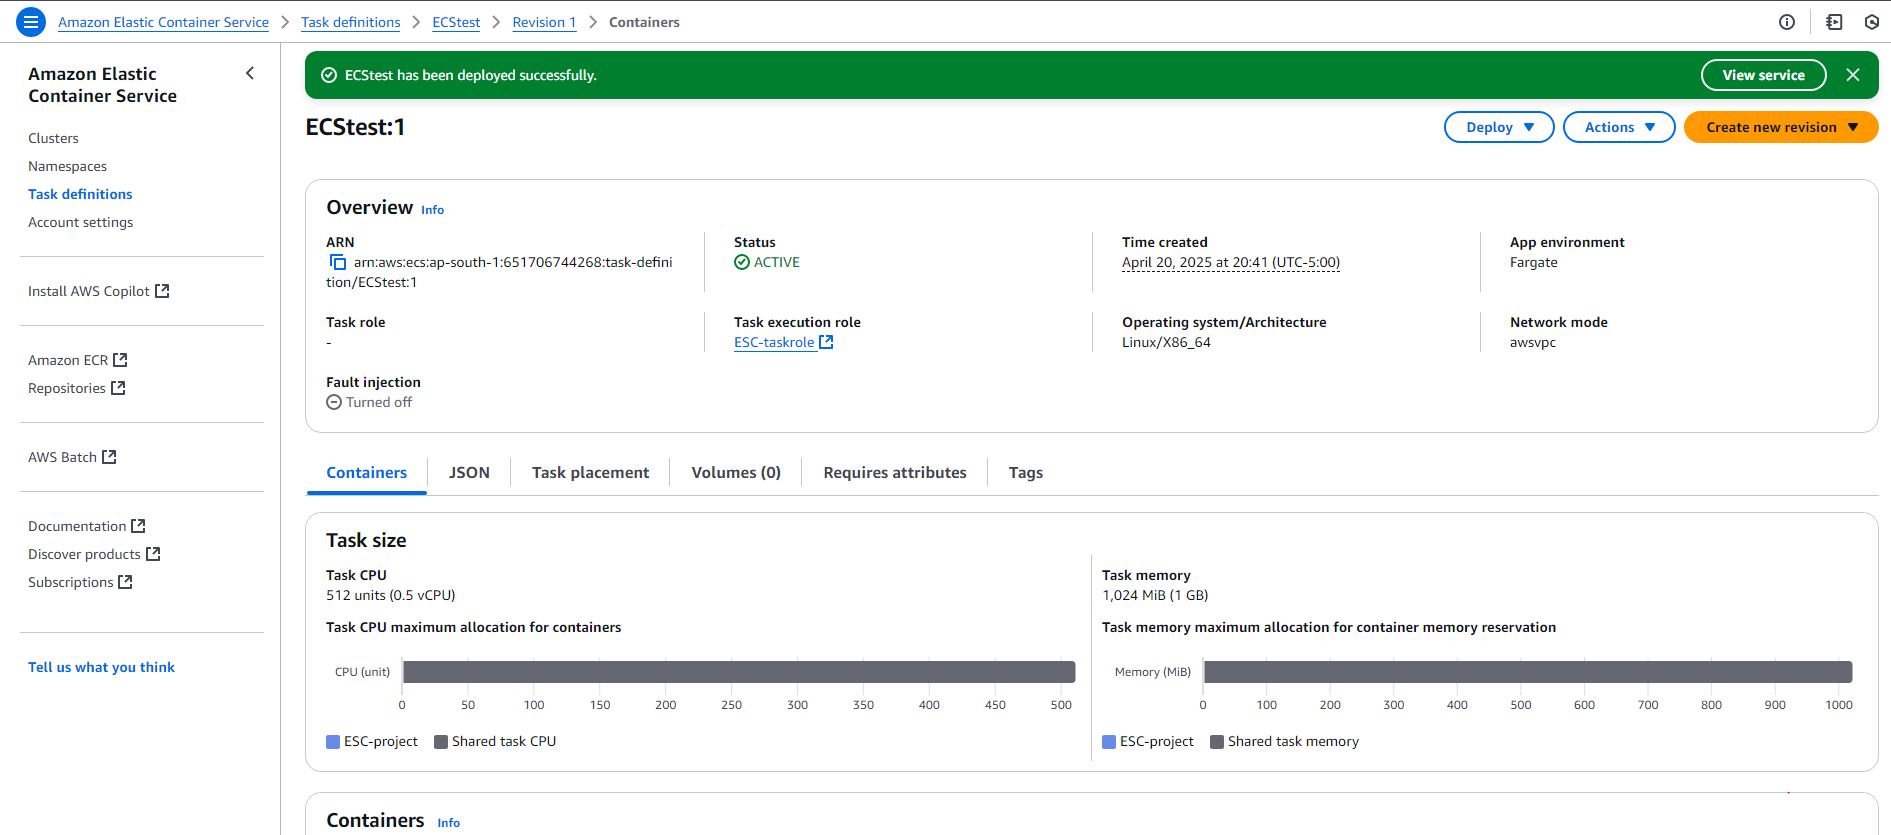 Amazon Elastic Container Service > Task definitions > ECStest > Revision 1 > Containers
Amazon Elastic
Container Service
Clusters
Namespaces
Task definitions
Account settings
Install AWS Copilot
Amazon ECR
Repositories
AWS Batch
Documentation
Discover products
Subscriptions
Tell us what you think
ECStest has been deployed successfully.
View service
ECStest:1
Deploy
Actions
Create new revision
Overview Info
ARN
arn:aws:ecs:ap-south-1:651706744268:task-defini
tion/ECStest:1
Status
ACTIVE
Time created
April 20, 2025 at 20:41 (UTC-5:00)
App environment
Fargate
Task role
-
Task execution role
ESC-taskrole
Operating system/Architecture
Linux/X86_64
Network mode
awsvpc
Fault injection
Turned off
Containers
JSON
Task placement
Volumes (0)
Requires attributes
Tags
Task size
Task CPU
512 units (0.5 vCPU)
Task CPU maximum allocation for containers
CPU (unit)
0 50 100 150 200 250 300 350 400 450 500
ESC-project Shared task CPU
Task memory
1,024 MiB (1 GB)
Task memory maximum allocation for container memory reservation
Memory (MiB)
0 100 200 300 400 500 600 700 800 900 1000
ESC-project Shared task memory
Containers Info